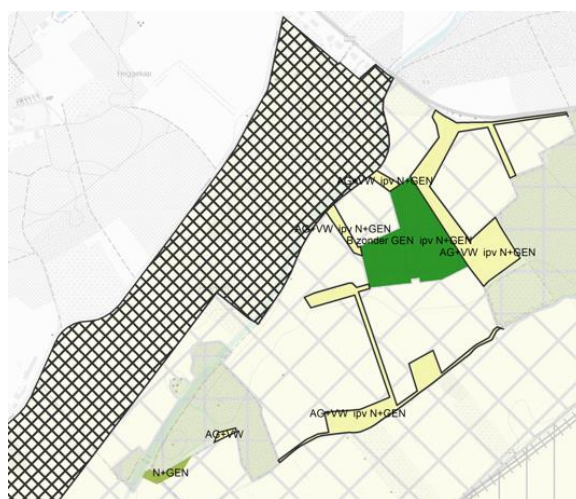 Heggekap
AG+VW ipv N+GEN
AG+VW ipv N+GEN
B zonder GEN ipv N+GEN
AG+VW ipv N+GEN
AG+VW ipv N+GEN
AG+VW
N+GEN